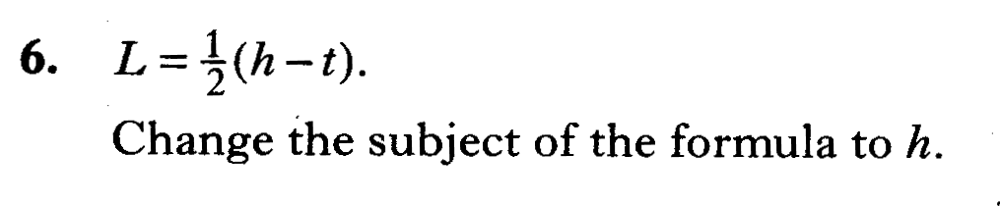 6. L = ½(h – t).
Change the subject of the formula to h.